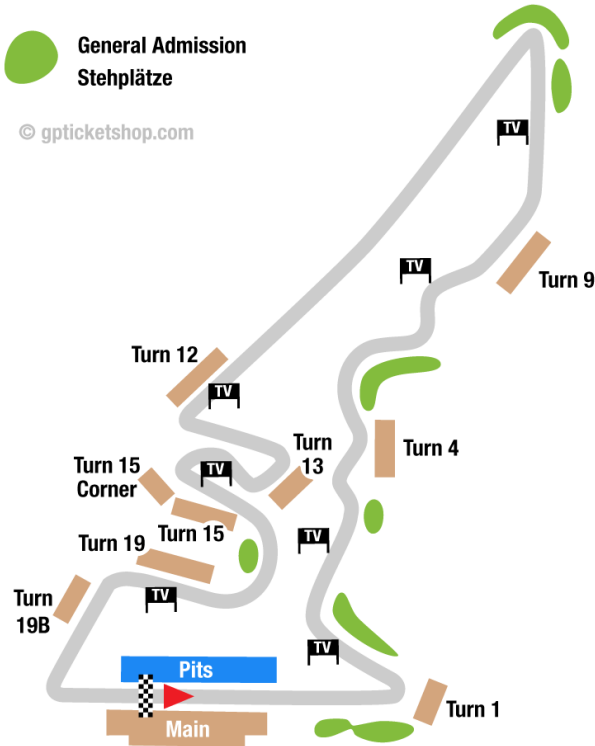 General Admission
Stehplätze
© gpticketshop.com
TV
Turn 9
TV
Turn 12
TV
Turn 4
Turn
13
Turn 15
Corner
TV
Turn 15
Turn 19
TV
Turn
19B
TV
TV
Pits
Turn 1
Main